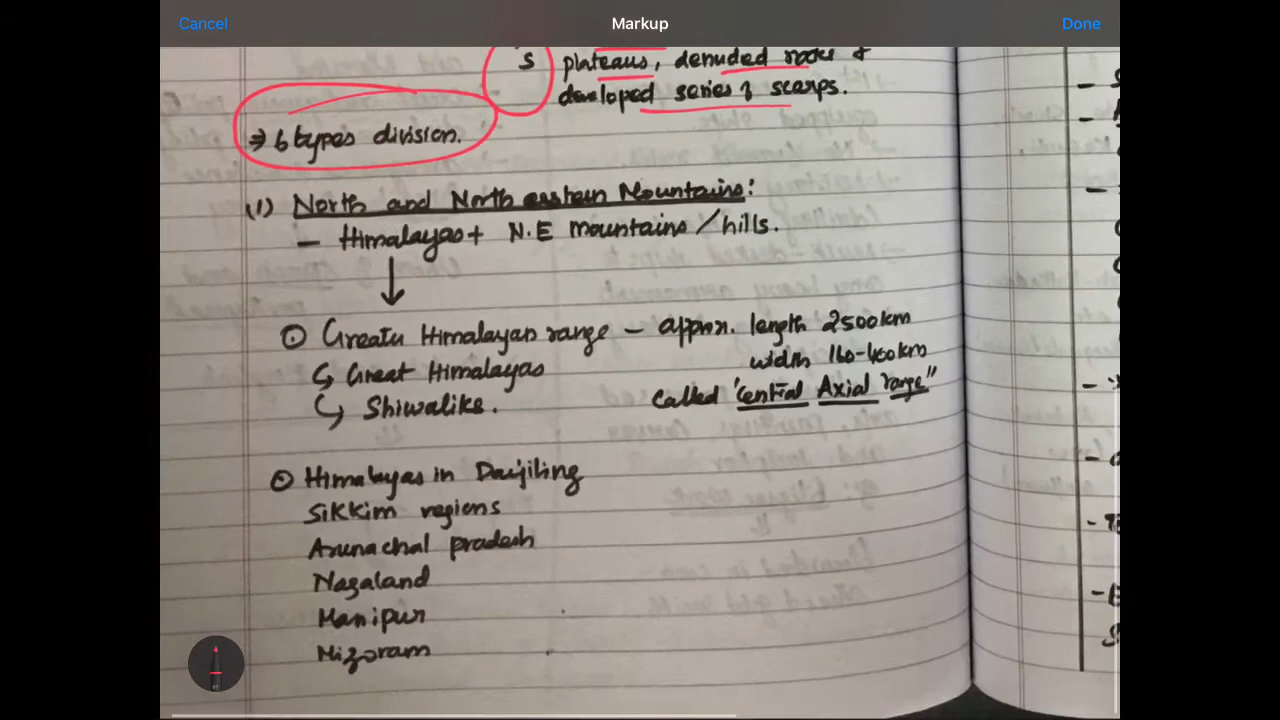 Cancel
Markup
Done
's
plateaus, denuded rocks &
developed series of scarps.
⇒ 6 types division.
(1) North and North eastern Mountains:
— Himalayas + N.E mountains/hills.
Greater Himalayan range — approx. length 2500km
↳ Great Himalayas width 160-400km
↳ Shiwaliks. called "Central Axial range"
Himalayas in Darjiling
Sikkim regions
Arunachal pradesh
Nagaland
Manipur
Mizoram